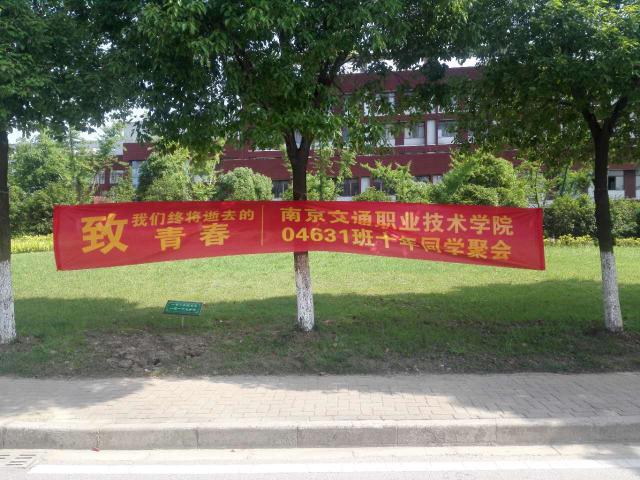 致 我们终将逝去的
青春
南京交通职业技术学院
04631班十年同学聚会